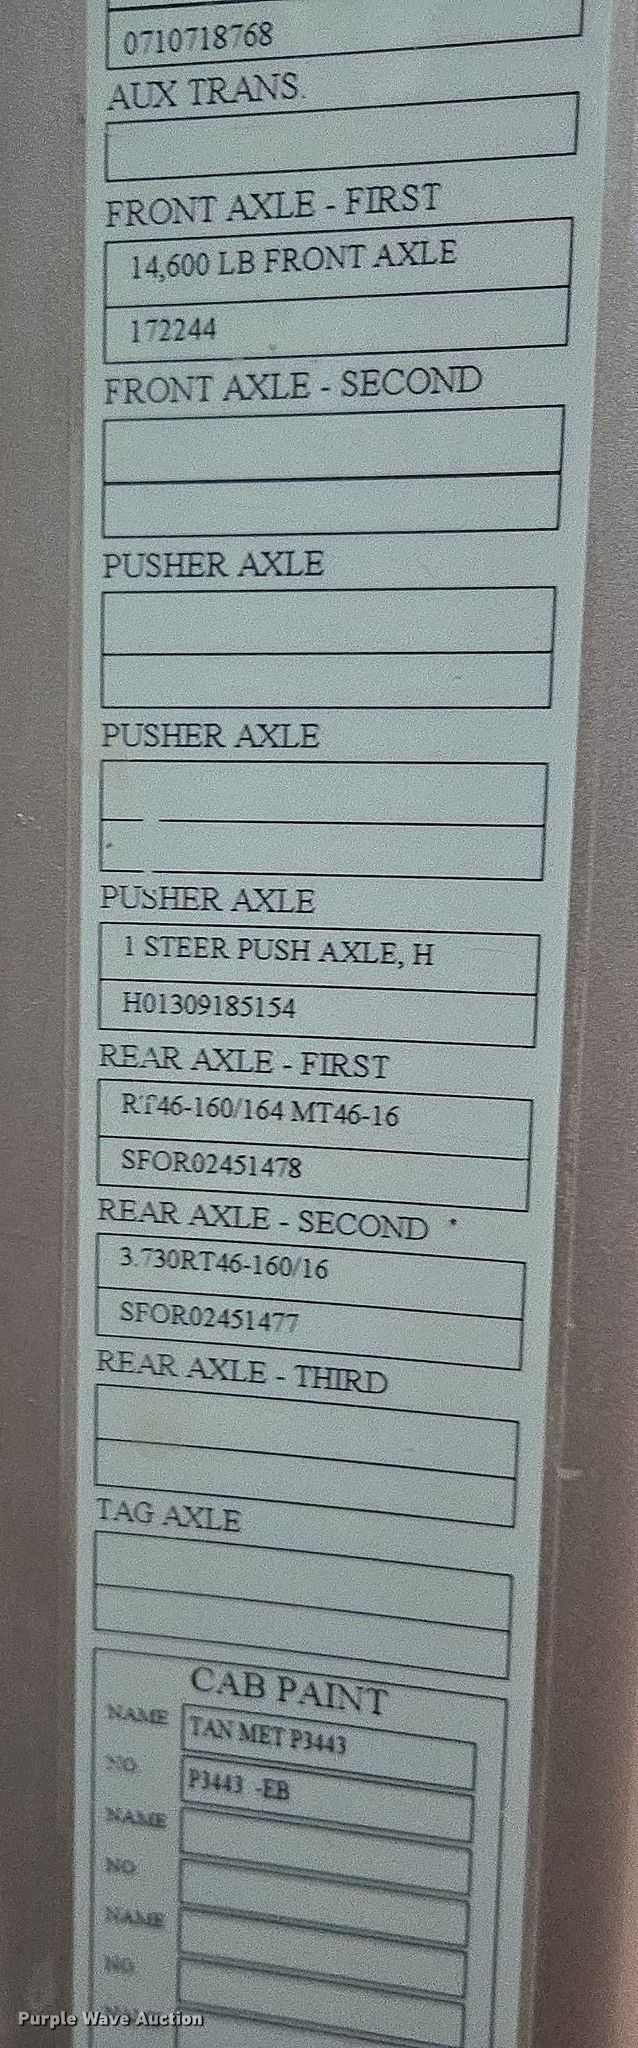 0710718768
AUX TRANS.
FRONT AXLE - FIRST
14,600 LB FRONT AXLE
172244
FRONT AXLE - SECOND
PUSHER AXLE
PUSHER AXLE
PUSHER AXLE
1 STEER PUSH AXLE, H
H01309185154
REAR AXLE - FIRST
RT46-160/164 MT46-16
SFOR02451478
REAR AXLE - SECOND
3.730RT46-160/16
SFOR02451477
REAR AXLE - THIRD
TAG AXLE
CAB PAINT
NAME TAN MET P3443
NO. P3443 -EB
NAME
NO.
NAME
NO.
Purple Wave Auction